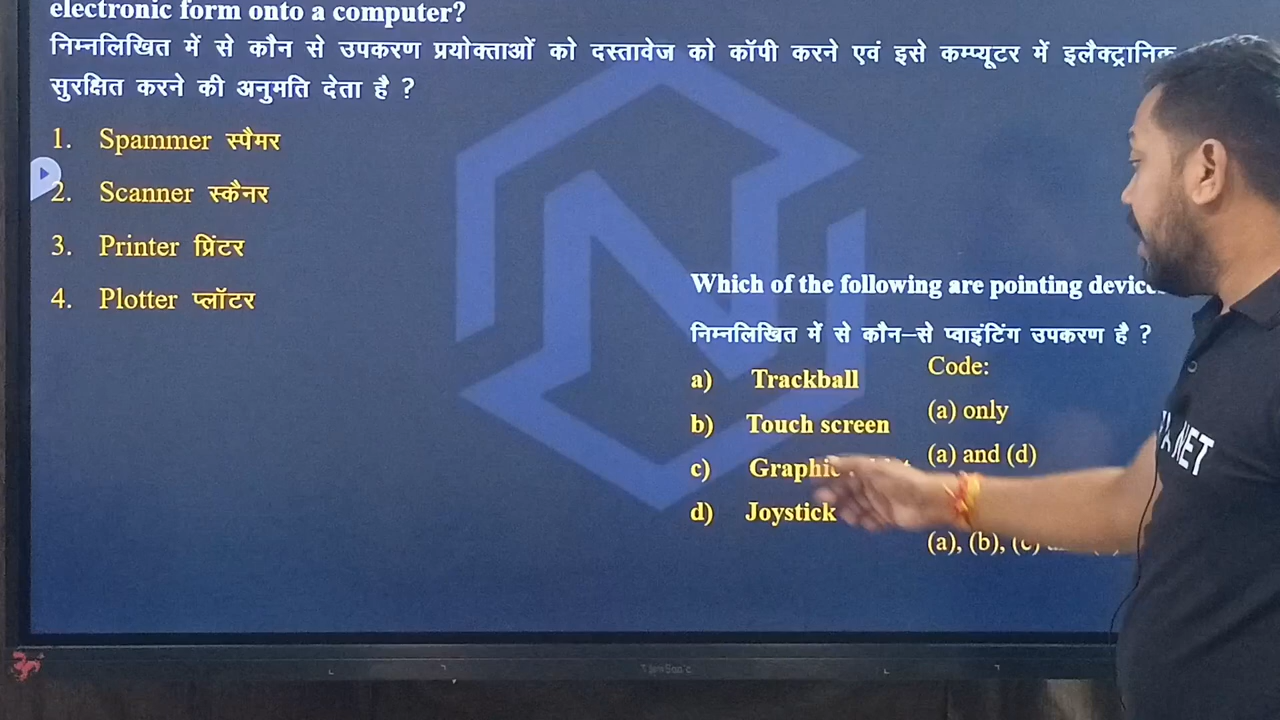 electronic form onto a computer?
निम्नलिखित में से कौन से उपकरण प्रयोक्ताओं को दस्तावेज को कॉपी करने एवं इसे कम्प्यूटर में इलैक्ट्रानिक
सुरक्षित करने की अनुमति देता है ?
1. Spammer स्पैमर
2. Scanner स्कैनर
3. Printer प्रिंटर
4. Plotter प्लॉटर
Which of the following are pointing
निम्नलिखित में से कौन–से प्वाइंटिंग उपकरण है ?
a) Trackball
b) Touch screen
c) Graphic
d) Joystick
Code:
(a) only
(a) and (d)
(a), (b), (c)
NET
ViewSonic